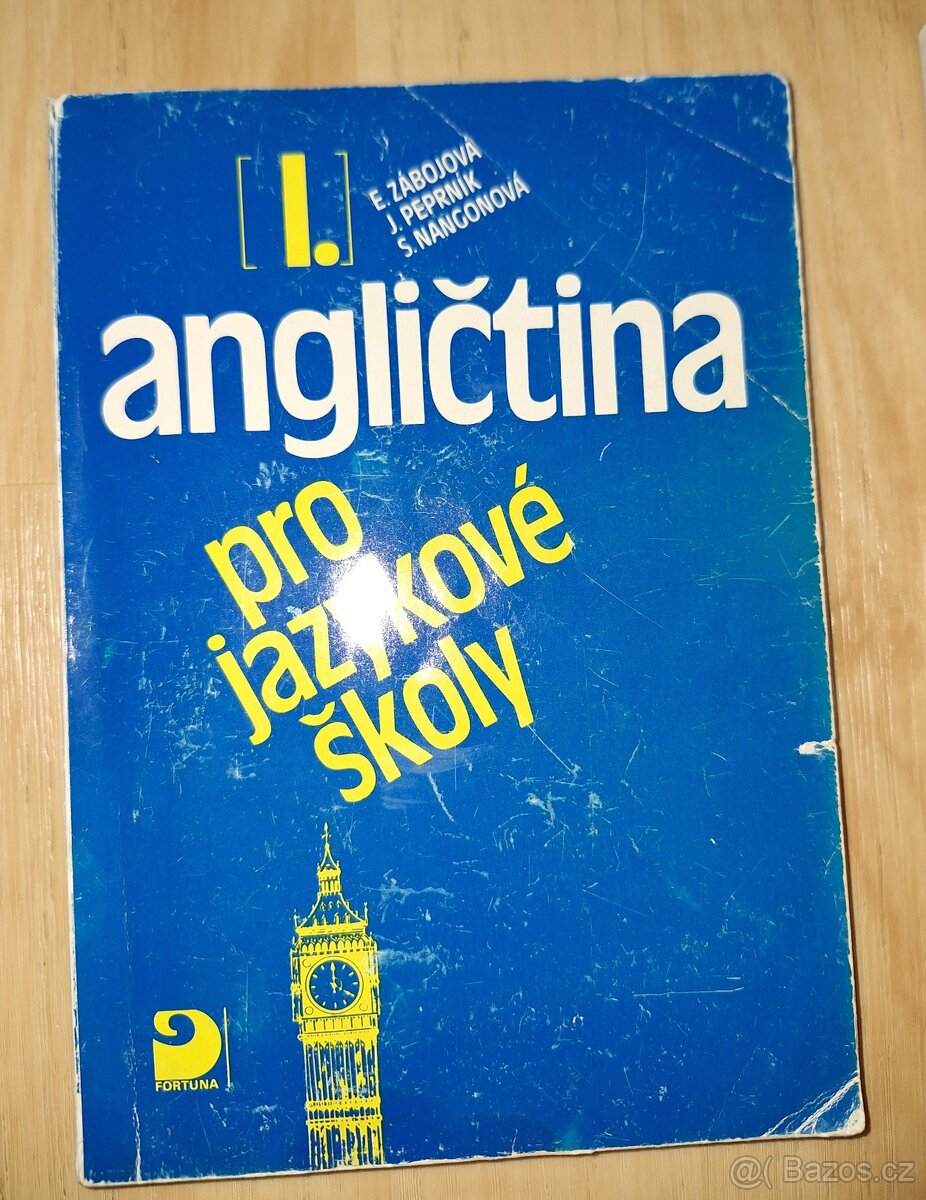 [I.]
E. ZÁBOJOVÁ
J. PEPRNÍK
S. NANGONOVÁ
angličtina
pro
jazykové
školy
FORTUNA
@( Bazos.cz